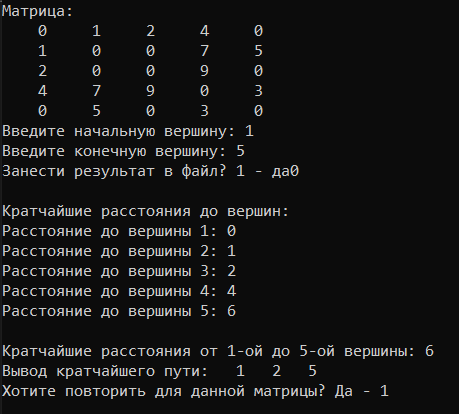 Матрица:
0 1 2 4 0
1 0 0 7 5
2 0 0 9 0
4 7 9 0 3
0 5 0 3 0
Введите начальную вершину: 1
Введите конечную вершину: 5
Занести результат в файл? 1 - да0
Кратчайшие расстояния до вершин:
Расстояние до вершины 1: 0
Расстояние до вершины 2: 1
Расстояние до вершины 3: 2
Расстояние до вершины 4: 4
Расстояние до вершины 5: 6
Кратчайшие расстояния от 1-ой до 5-ой вершины: 6
Вывод кратчайшего пути: 1 2 5
Хотите повторить для данной матрицы? Да - 1